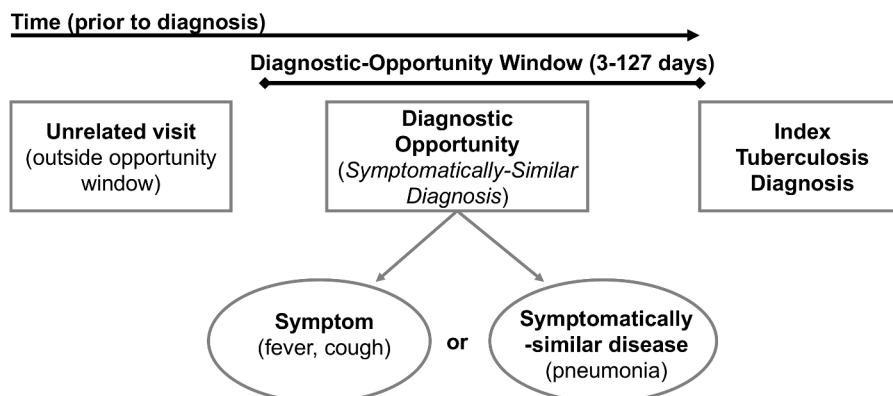 Time (prior to diagnosis)
Diagnostic-Opportunity Window (3-127 days)
Unrelated visit
(outside opportunity
window)
Diagnostic
Opportunity
(Symptomatically-Similar
Diagnosis)
Index
Tuberculosis
Diagnosis
Symptom
(fever, cough)
or
Symptomatically
-similar disease
(pneumonia)